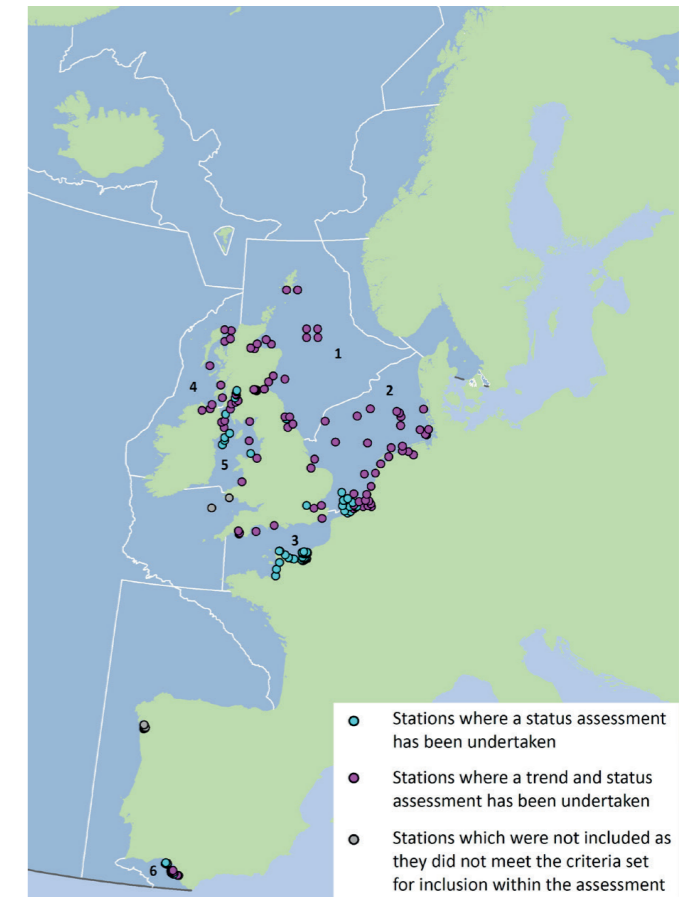 1
2
4
5
3
6
Stations where a status assessment
has been undertaken
Stations where a trend and status
assessment has been undertaken
Stations which were not included as
they did not meet the criteria set
for inclusion within the assessment